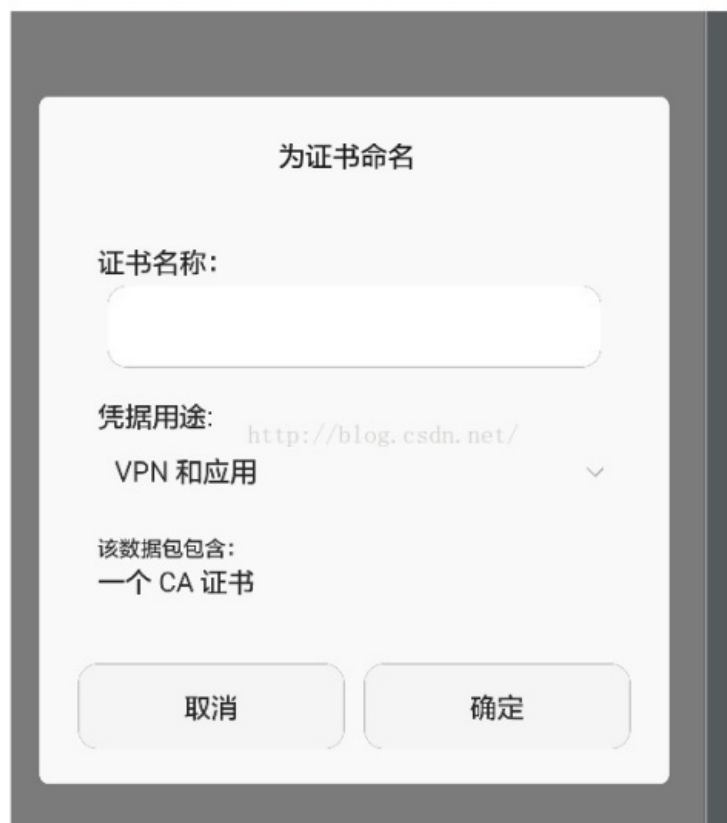 为证书命名
证书名称：
凭据用途:
http://blog.csdn.net/
VPN 和应用
该数据包包含：
一个 CA 证书
取消
确定